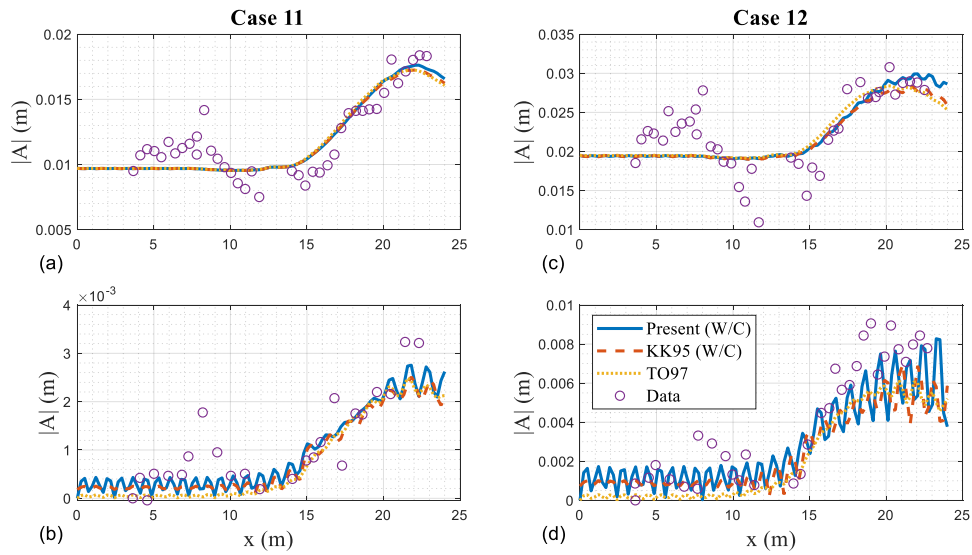 Case 11
Case 12
0.02
0.015
0.01
0.005
|A| (m)
0 5 10 15 20 25
(a)
0.035
0.03
0.025
0.02
0.015
0.01
|A| (m)
0 5 10 15 20 25
(c)
×10⁻³
4
3
2
1
0
|A| (m)
0 5 10 15 20 25
(b)
x (m)
0.01
0.008
0.006
0.004
0.002
0
|A| (m)
Present (W/C)
KK95 (W/C)
TO97
Data
0 5 10 15 20 25
(d)
x (m)